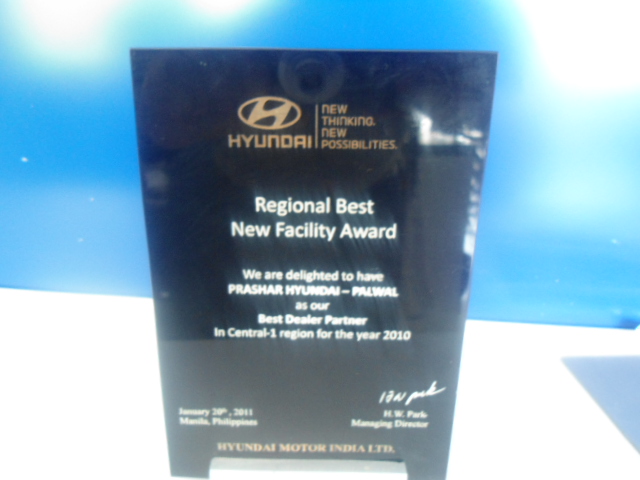 HYUNDAI
NEW
THINKING.
NEW
POSSIBILITIES.
Regional Best
New Facility Award
We are delighted to have
PRASHAR HYUNDAI – PALWAL
as our
Best Dealer Partner
In Central-1 region for the year 2010
January 20th, 2011
Manila, Philippines
H.W. Park
Managing Director
HYUNDAI MOTOR INDIA LTD.